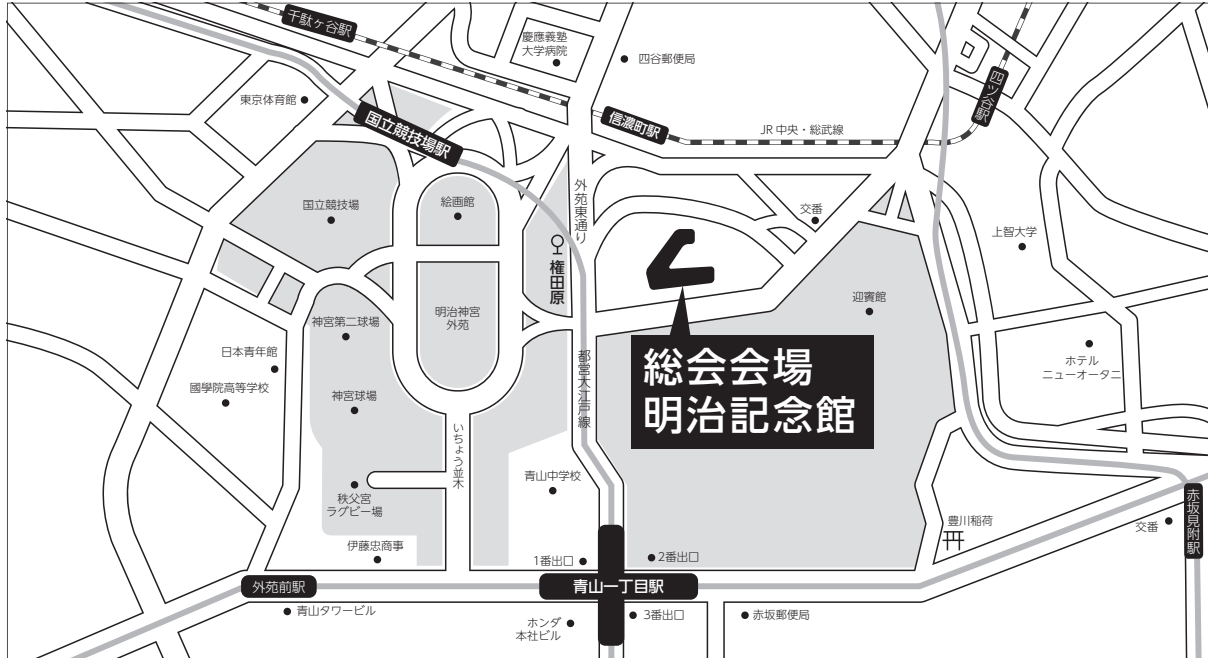 千駄ヶ谷駅
慶應義塾
大学病院
四谷郵便局
四ツ谷駅
東京体育館
国立競技場駅
信濃町駅
JR中央・総武線
外苑東通り
国立競技場
絵画館
交番
上智大学
権田原
迎賓館
明治神宮
外苑
神宮第二球場
日本青年館
國學院高等学校
神宮球場
都営大江戸線
総会会場
明治記念館
ホテル
ニューオータニ
いちょう並木
青山中学校
秩父宮
ラグビー場
伊藤忠商事
1番出口
2番出口
豊川稲荷
交番
赤坂見附駅
外苑前駅
青山一丁目駅
青山タワービル
ホンダ
本社ビル
3番出口
赤坂郵便局